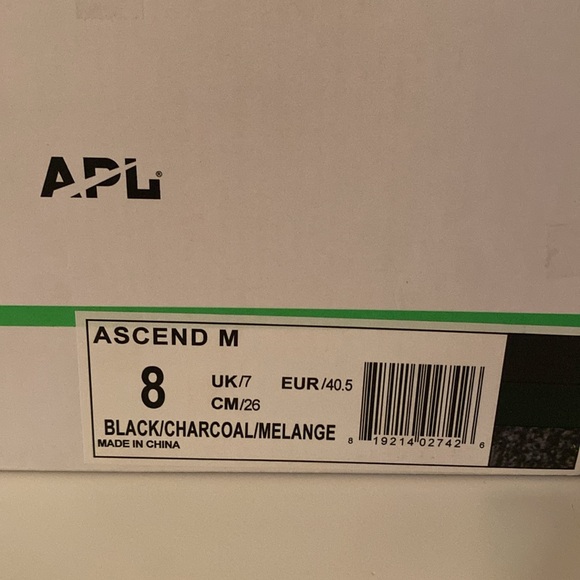 APL®
ASCEND M
8 UK/7 EUR/40.5
CM/26
BLACK/CHARCOAL/MELANGE
MADE IN CHINA
8 19214 02742 6